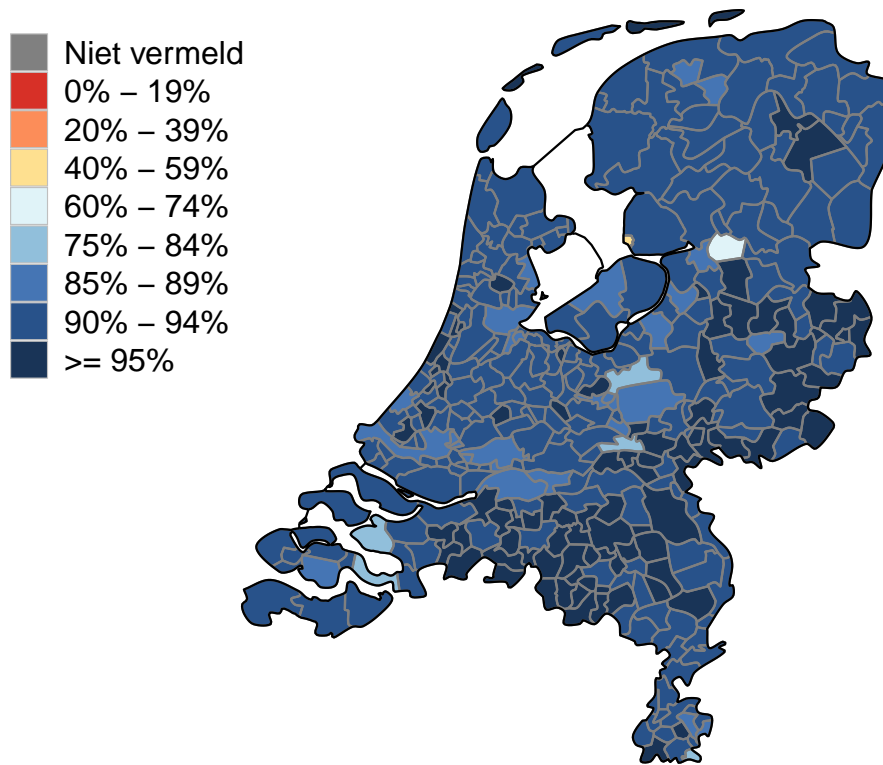 Niet vermeld
0% – 19%
20% – 39%
40% – 59%
60% – 74%
75% – 84%
85% – 89%
90% – 94%
>= 95%